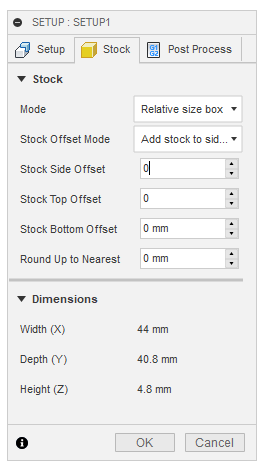 SETUP : SETUP1
Setup Stock G1 G2 Post Process
Stock
Mode Relative size box
Stock Offset Mode Add stock to sid...
Stock Side Offset 0
Stock Top Offset 0
Stock Bottom Offset 0 mm
Round Up to Nearest 0 mm
Dimensions
Width (X) 44 mm
Depth (Y) 40.8 mm
Height (Z) 4.8 mm
OK Cancel